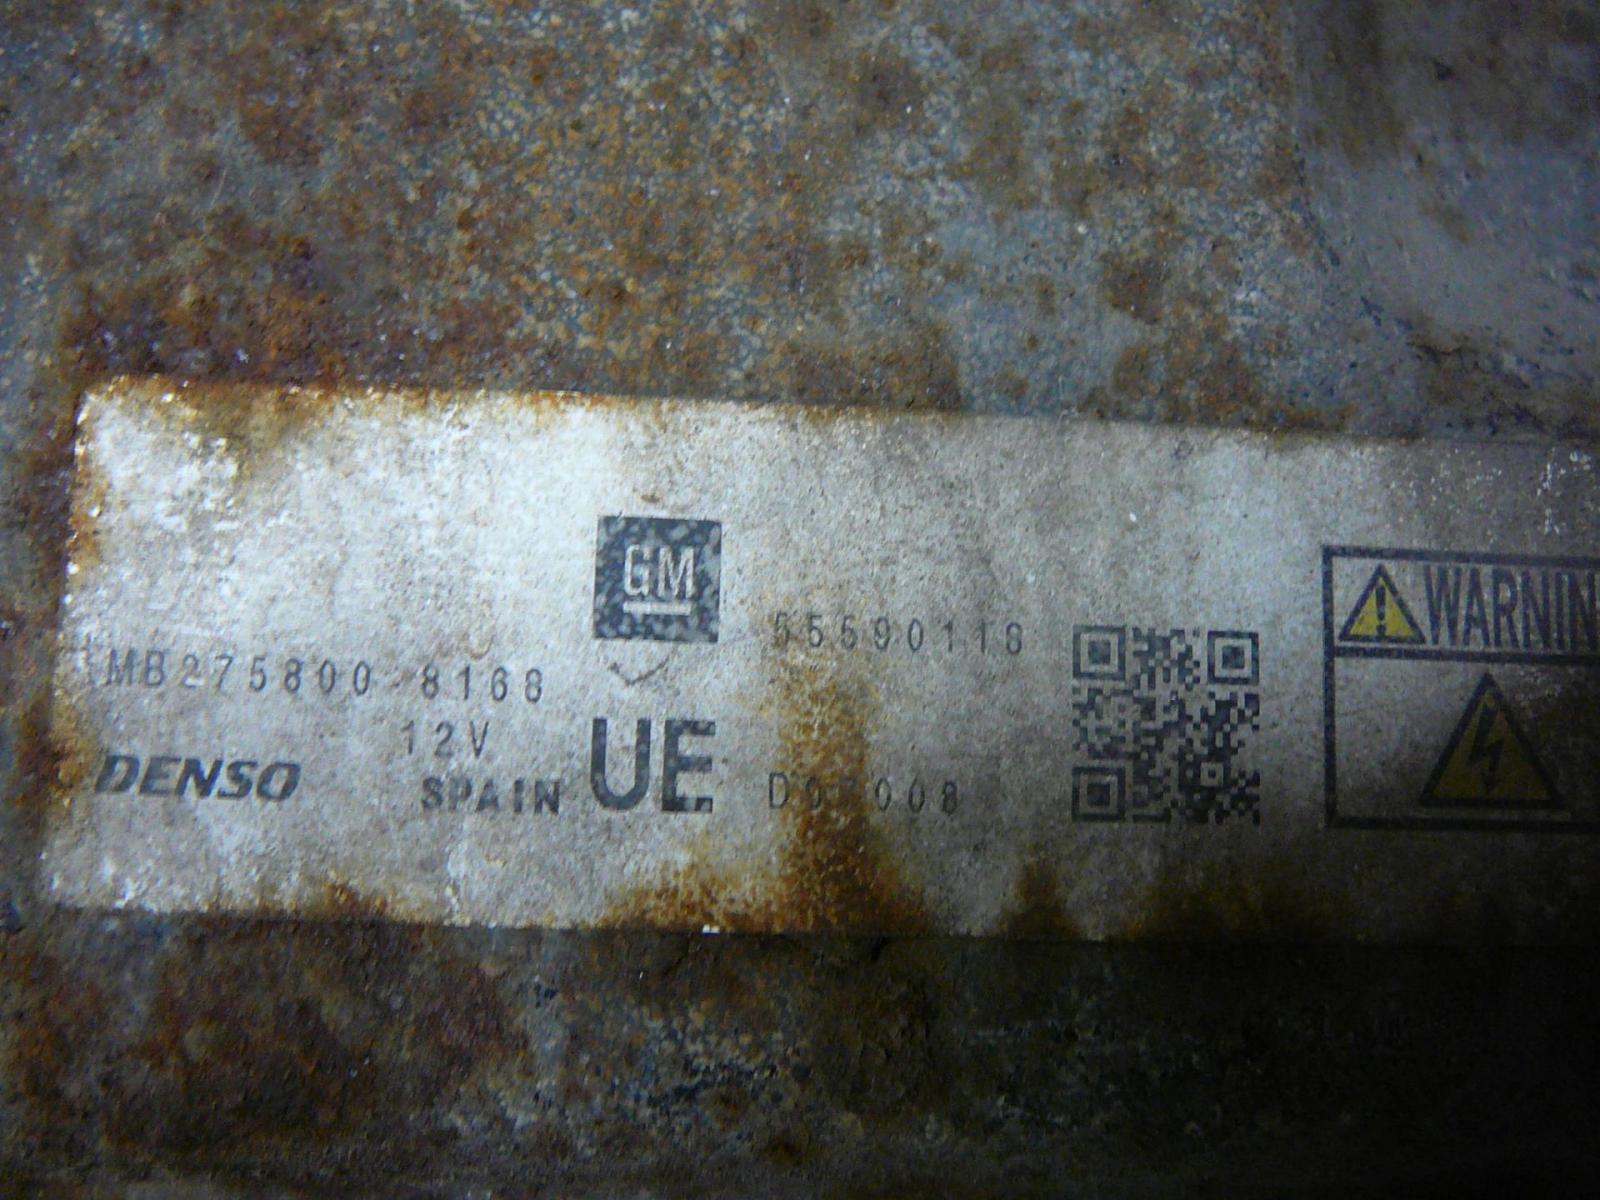 GM
55590118
MB275800-8168
12V
DENSO
SPAIN
UE
WARNIN